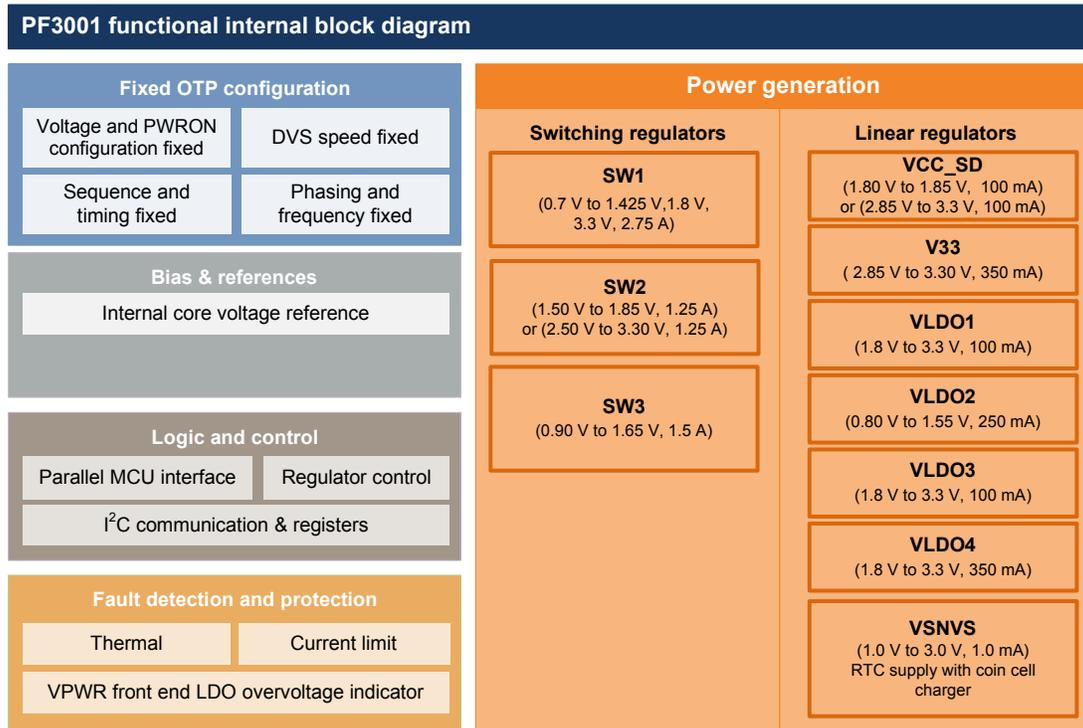 PF3001 functional internal block diagram
Fixed OTP configuration
Voltage and PWRON
configuration fixed
DVS speed fixed
Sequence and
timing fixed
Phasing and
frequency fixed
Bias & references
Internal core voltage reference
Logic and control
Parallel MCU interface
Regulator control
I²C communication & registers
Fault detection and protection
Thermal
Current limit
VPWR front end LDO overvoltage indicator
Power generation
Switching regulators
SW1
(0.7 V to 1.425 V,1.8 V,
3.3 V, 2.75 A)
SW2
(1.50 V to 1.85 V, 1.25 A)
or (2.50 V to 3.30 V, 1.25 A)
SW3
(0.90 V to 1.65 V, 1.5 A)
Linear regulators
VCC_SD
(1.80 V to 1.85 V, 100 mA)
or (2.85 V to 3.3 V, 100 mA)
V33
( 2.85 V to 3.30 V, 350 mA)
VLDO1
(1.8 V to 3.3 V, 100 mA)
VLDO2
(0.80 V to 1.55 V, 250 mA)
VLDO3
(1.8 V to 3.3 V, 100 mA)
VLDO4
(1.8 V to 3.3 V, 350 mA)
VSNVS
(1.0 V to 3.0 V, 1.0 mA)
RTC supply with coin cell
charger